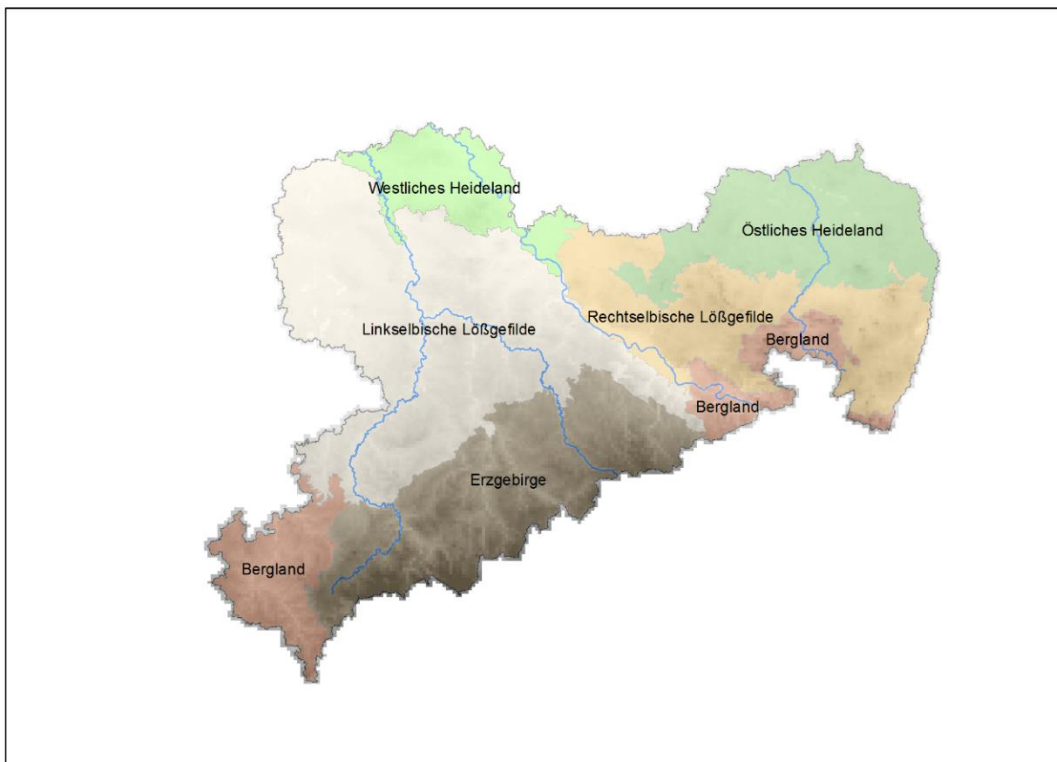 Westliches Heideland
Östliches Heideland
Rechtselbische Lößgefilde
Linkselbische Lößgefilde
Bergland
Bergland
Erzgebirge
Bergland